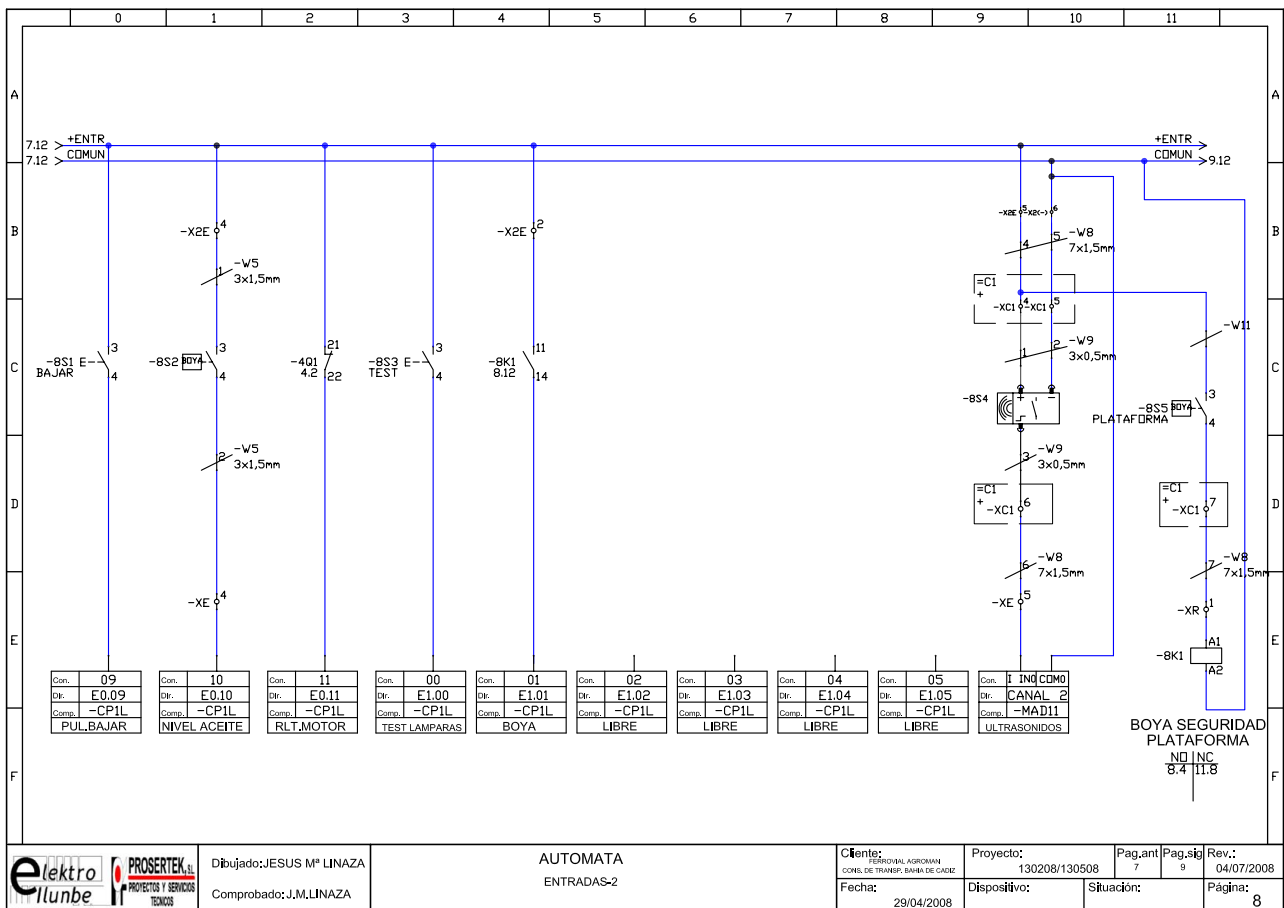 0 1 2 3 4 5 6 7 8 9 10 11
A A
7.12 +ENTR +ENTR
7.12 COMUN COMUN 9.12
B B
-X2E 4
-X2E 2
-X2E 5 -X2(-) 6
-W5
1 3x1,5mm
4 5 -W8
7x1,5mm
=C1
+
-XC1 4 -XC1 5
-W11
C C
-8S1 E 3
BAJAR 4
-8S2 BOYA 3
4
-4Q1 21
4.2 22
-8S3 E 3
TEST 4
-8K1 11
8.12 14
1 2 -W9
3x0,5mm
-8S4 + -
-8S5 BOYA 3
PLATAFORMA 4
D D
-W5
2 3x1,5mm
-W9
3 3x0,5mm
=C1
+
-XC1 6
=C1
+
-XC1 7
-W8
6 7x1,5mm
-W8
7 7x1,5mm
-XE 4
-XE 5
-XR 1
E E
-8K1 A1
A2
Con. 09
Dir. E0.09
Comp. -CP1L
PUL.BAJAR
Con. 10
Dir. E0.10
Comp. -CP1L
NIVEL ACEITE
Con. 11
Dir. E0.11
Comp. -CP1L
RLT.MOTOR
Con. 00
Dir. E1.00
Comp. -CP1L
TEST LAMPARAS
Con. 01
Dir. E1.01
Comp. -CP1L
BOYA
Con. 02
Dir. E1.02
Comp. -CP1L
LIBRE
Con. 03
Dir. E1.03
Comp. -CP1L
LIBRE
Con. 04
Dir. E1.04
Comp. -CP1L
LIBRE
Con. 05
Dir. E1.05
Comp. -CP1L
LIBRE
Con. I IN0 COM0
Dir. CANAL 2
Comp. -MAD11
ULTRASONIDOS
BOYA SEGURIDAD
PLATAFORMA
NO NC
8.4 11.8
F F
elektro
Ilunbe
PROSERTEK, S.L
PROYECTOS Y SERVICIOS
TECNICOS
Dibujado:JESUS Mª LINAZA
Comprobado:J.M.LINAZA
AUTOMATA
ENTRADAS-2
Cliente:
FERROVIAL AGROMAN
CONS. DE TRANSP. BAHIA DE CADIZ
Fecha:
29/04/2008
Proyecto:
130208/130508
Dispositivo:
Situación:
Pag.ant
7
Pag.sig
9
Rev.:
04/07/2008
Página:
8